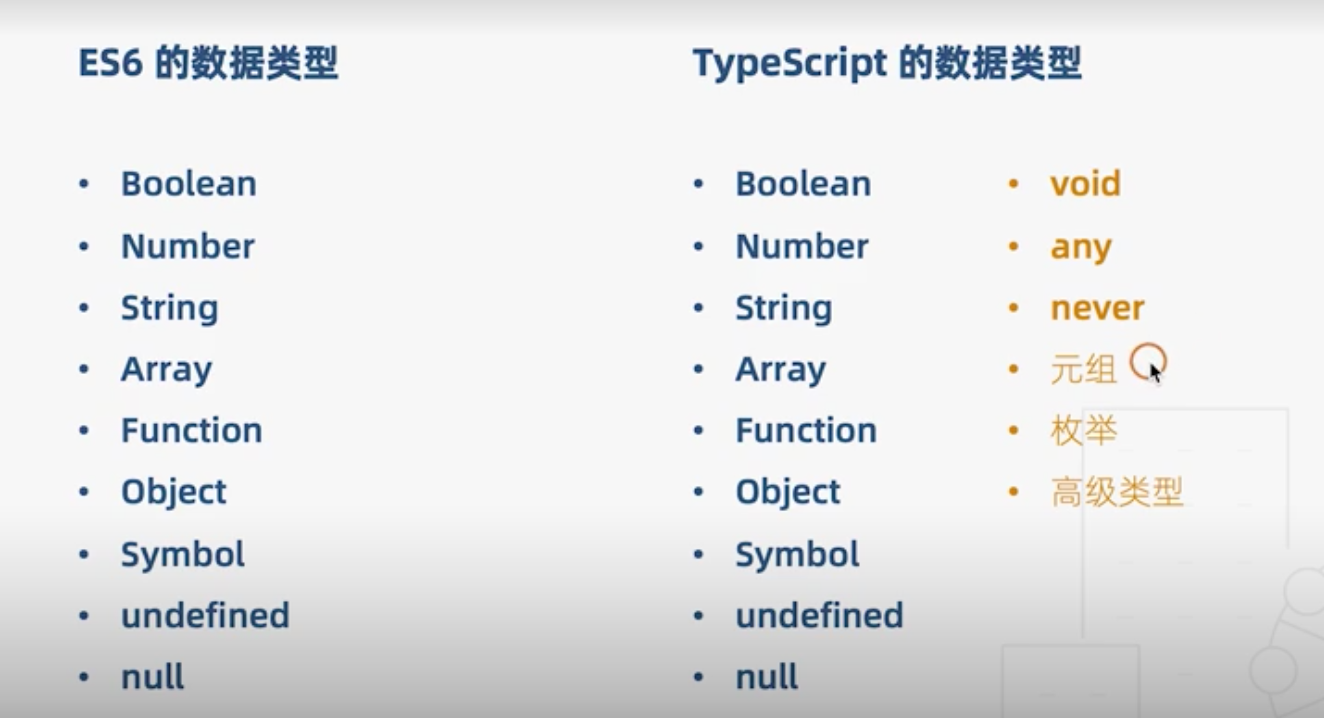 ES6 的数据类型
• Boolean
• Number
• String
• Array
• Function
• Object
• Symbol
• undefined
• null
TypeScript 的数据类型
• Boolean
• Number
• String
• Array
• Function
• Object
• Symbol
• undefined
• null
• void
• any
• never
• 元组
• 枚举
• 高级类型